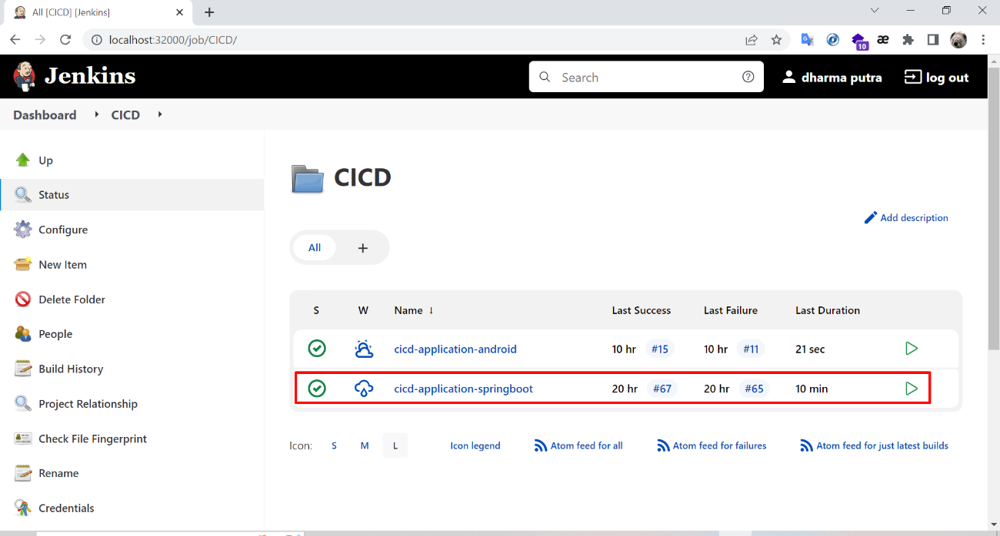 All [CICD] [Jenkins]
localhost:32000/job/CICD/
10
æ
Jenkins
Search
dharma putra
log out
Dashboard
CICD
Up
Status
Configure
New Item
Delete Folder
People
Build History
Project Relationship
Check File Fingerprint
Rename
Credentials
CICD
Add description
All
+
S W Name ↓ Last Success Last Failure Last Duration
cicd-application-android 10 hr #15 10 hr #11 21 sec
cicd-application-springboot 20 hr #67 20 hr #65 10 min
Icon: S M L Icon legend Atom feed for all Atom feed for failures Atom feed for just latest builds